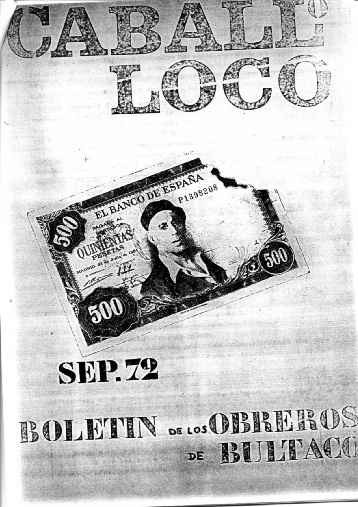 CABALLO
LOCO
500
EL BANCO DE ESPAÑA
P1398208
QUINIENTAS
PESETAS
MADRID
500
500
SEP. 72
BOLETIN DE LOS OBREROS
DE BULTACO